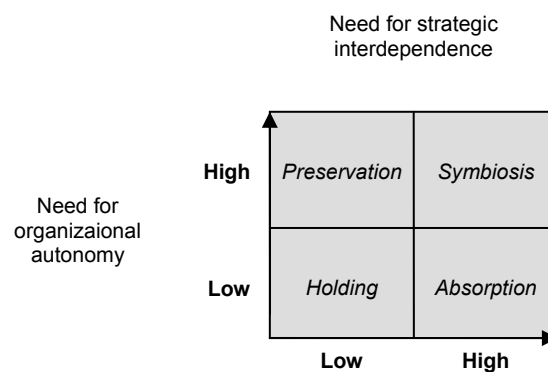 Need for strategic
interdependence
High
Preservation
Symbiosis
Need for
organizaional
autonomy
Low
Holding
Absorption
Low
High